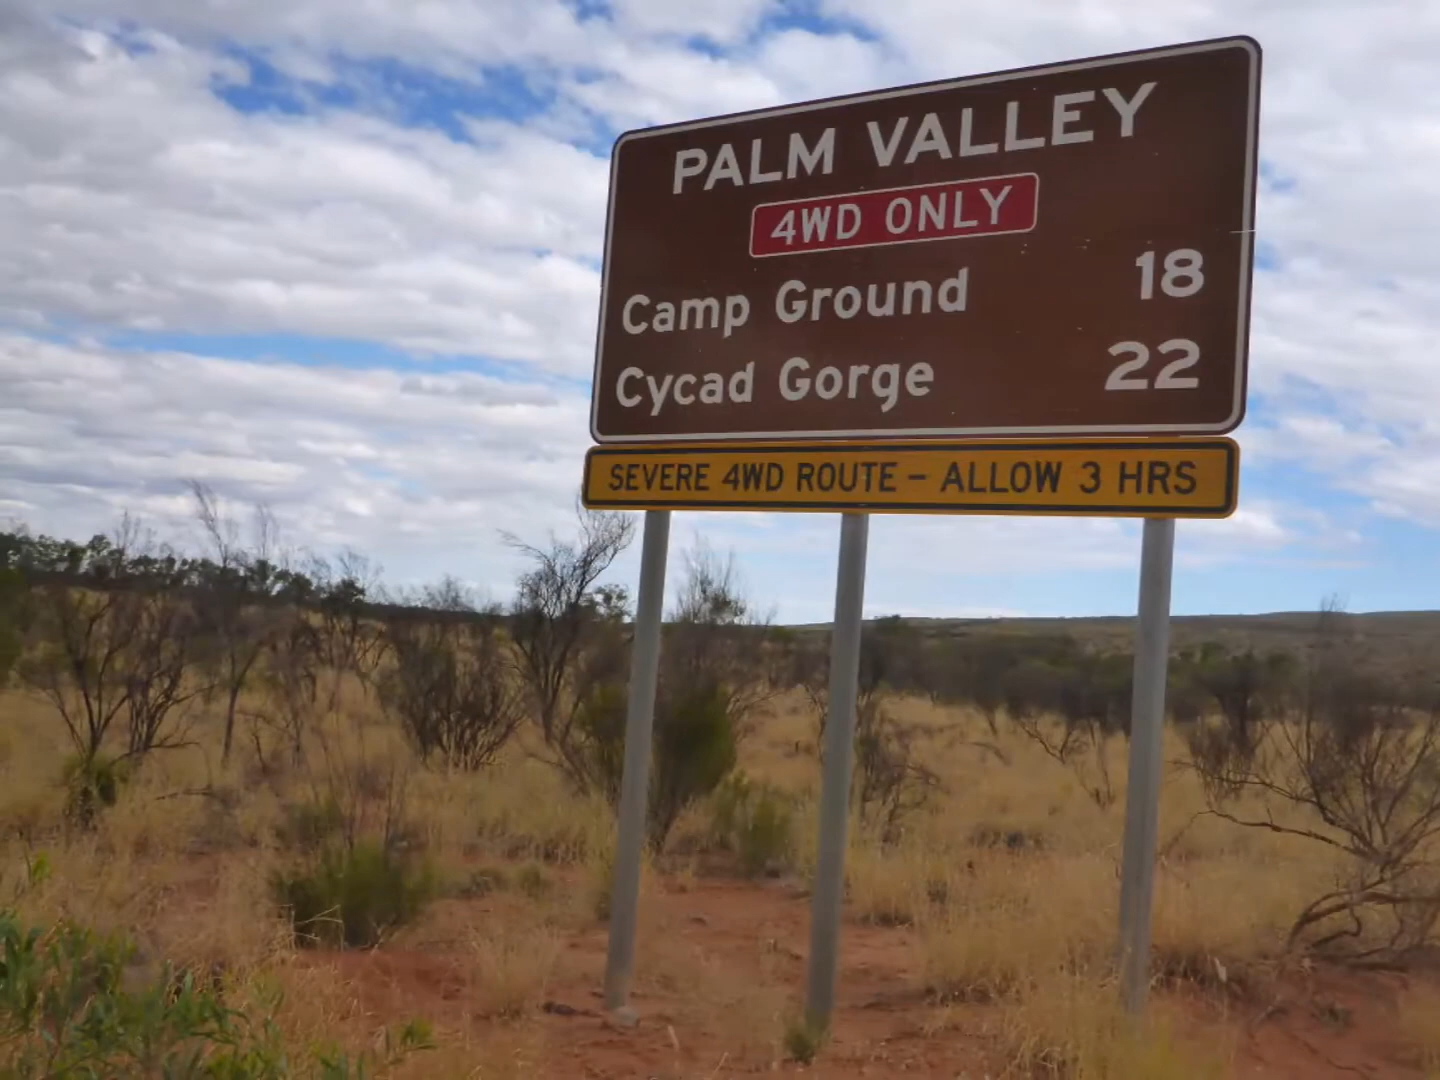 PALM VALLEY
4WD ONLY
Camp Ground 18
Cycad Gorge 22
SEVERE 4WD ROUTE - ALLOW 3 HRS